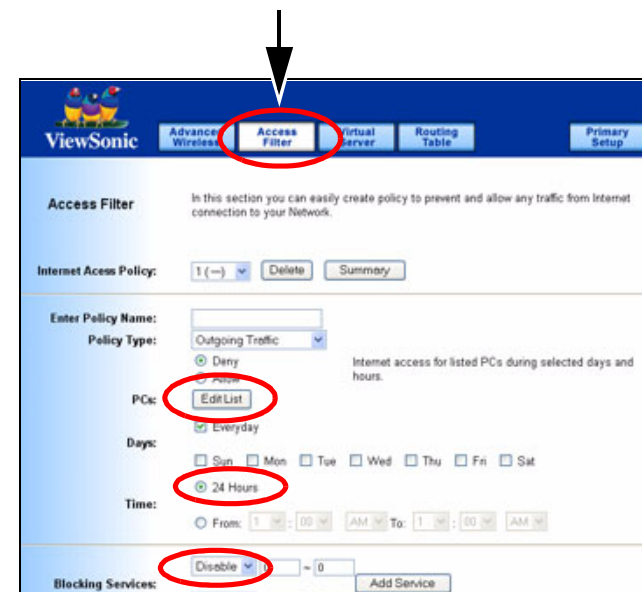 ViewSonic
Advanced Wireless
Access Filter
Virtual Server
Routing Table
Primary Setup
Access Filter
In this section you can easily create policy to prevent and allow any traffic from Internet
connection to your Network.
Internet Acess Policy: 1 (—) Delete Summary
Enter Policy Name:
Policy Type: Outgoing Traffic
Deny
Internet access for listed PCs during selected days and
hours.
Allow
PCs: Edit List
Everyday
Days:
Sun Mon Tue Wed Thu Fri Sat
24 Hours
Time:
From: 1 : 00 AM To: 1 : 00 AM
Disable 0 ~ 0
Blocking Services: Add Service